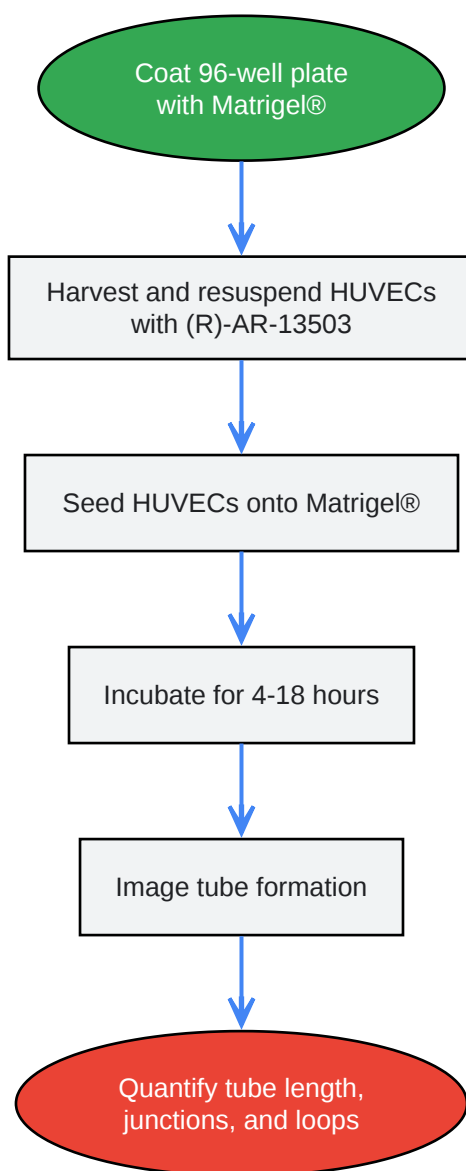 Coat 96-well plate
with Matrigel®
Harvest and resuspend HUVECs
with (R)-AR-13503
Seed HUVECs onto Matrigel®
Incubate for 4-18 hours
Image tube formation
Quantify tube length,
junctions, and loops